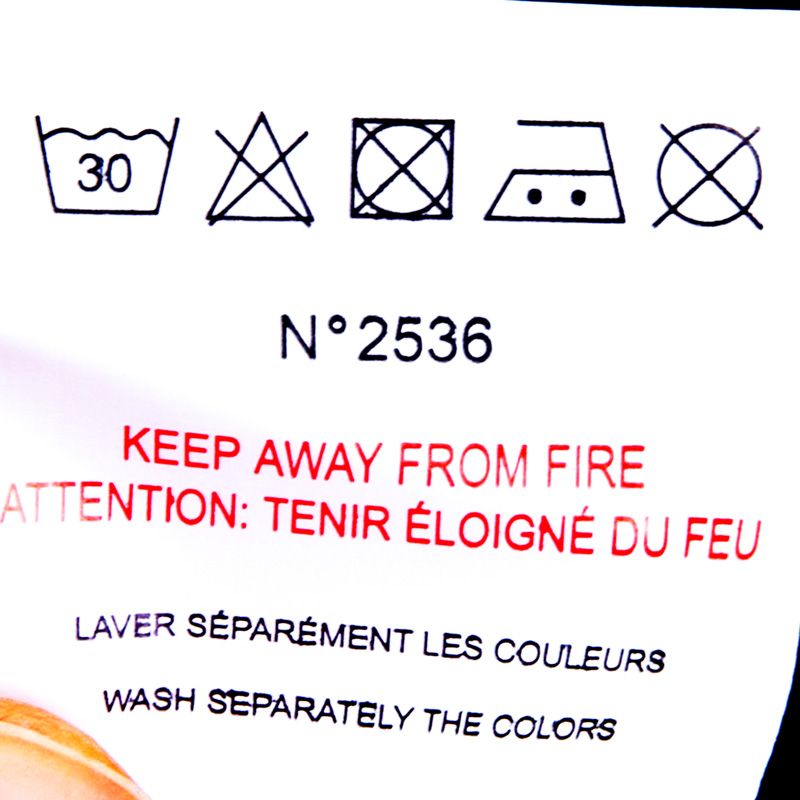 30
N°2536
KEEP AWAY FROM FIRE
ATTENTION: TENIR ÉLOIGNÉ DU FEU
LAVER SÉPARÉMENT LES COULEURS
WASH SEPARATELY THE COLORS